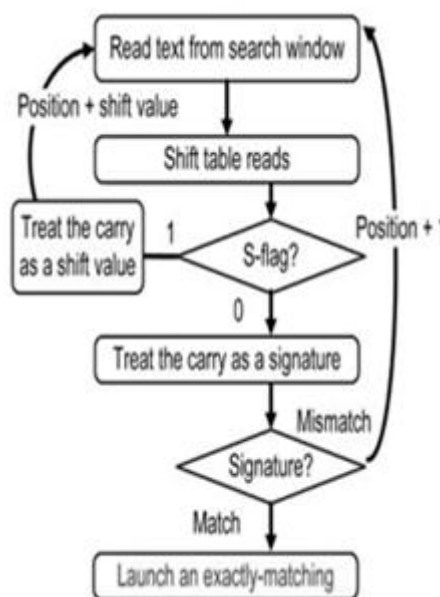 Read text from search window
Position + shift value
Shift table reads
Treat the carry
as a shift value
1
S-flag?
Position + 1
0
Treat the carry as a signature
Mismatch
Signature?
Match
Launch an exactly-matching